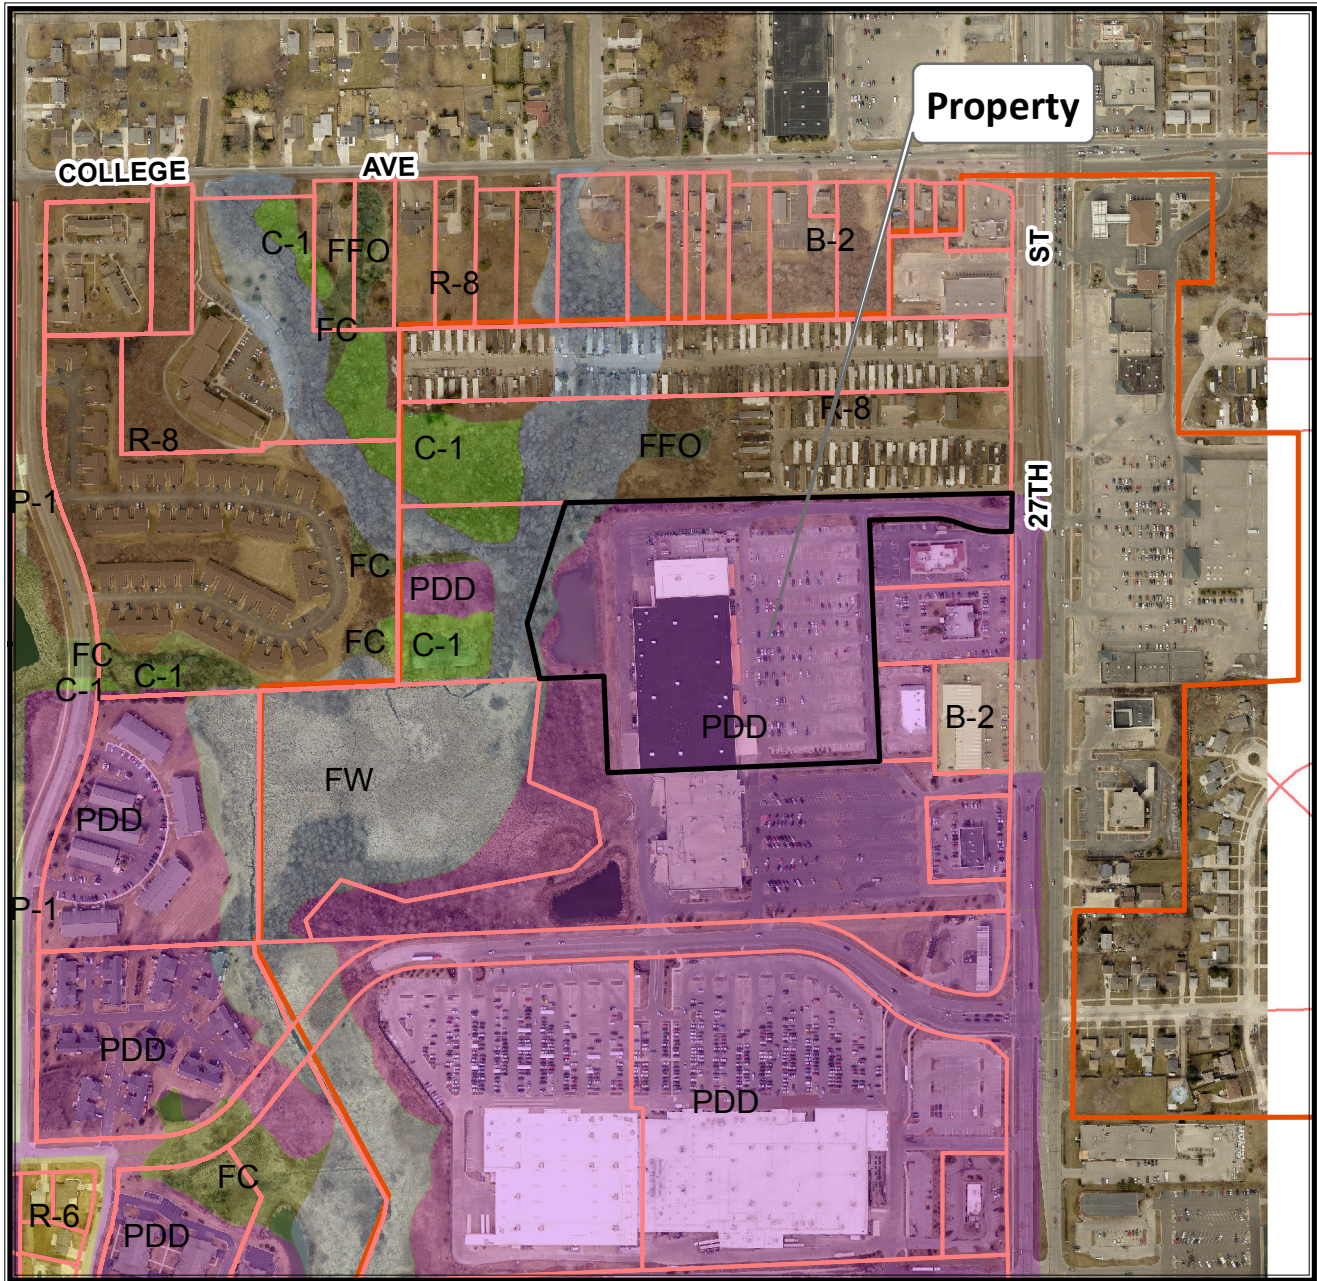 Property
COLLEGE
AVE
C-1
FFO
B-2
ST
R-8
FC
R-8
R-8
C-1
FFO
P-1
27TH
FC
PDD
FC
C-1
FC
C-1
C-1
PDD
B-2
FW
PDD
P-1
PDD
PDD
FC
R-6
PDD